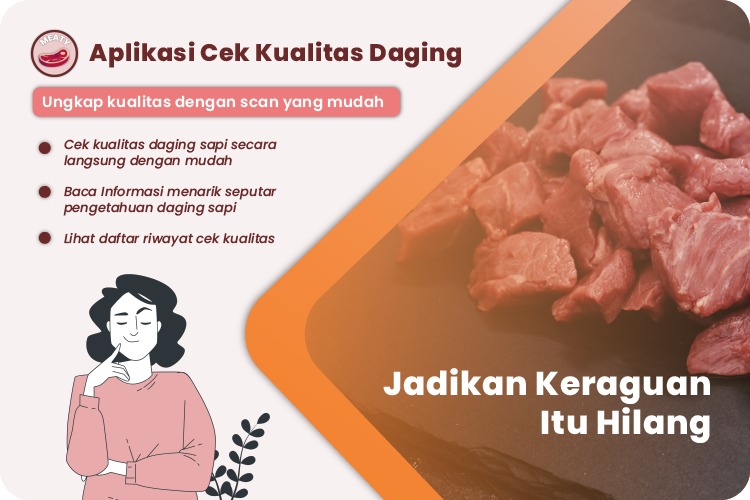 MEATY
Aplikasi Cek Kualitas Daging
Ungkap kualitas dengan scan yang mudah
Cek kualitas daging sapi secara
langsung dengan mudah
Baca Informasi menarik seputar
pengetahuan daging sapi
Lihat daftar riwayat cek kualitas
Jadikan Keraguan
Itu Hilang